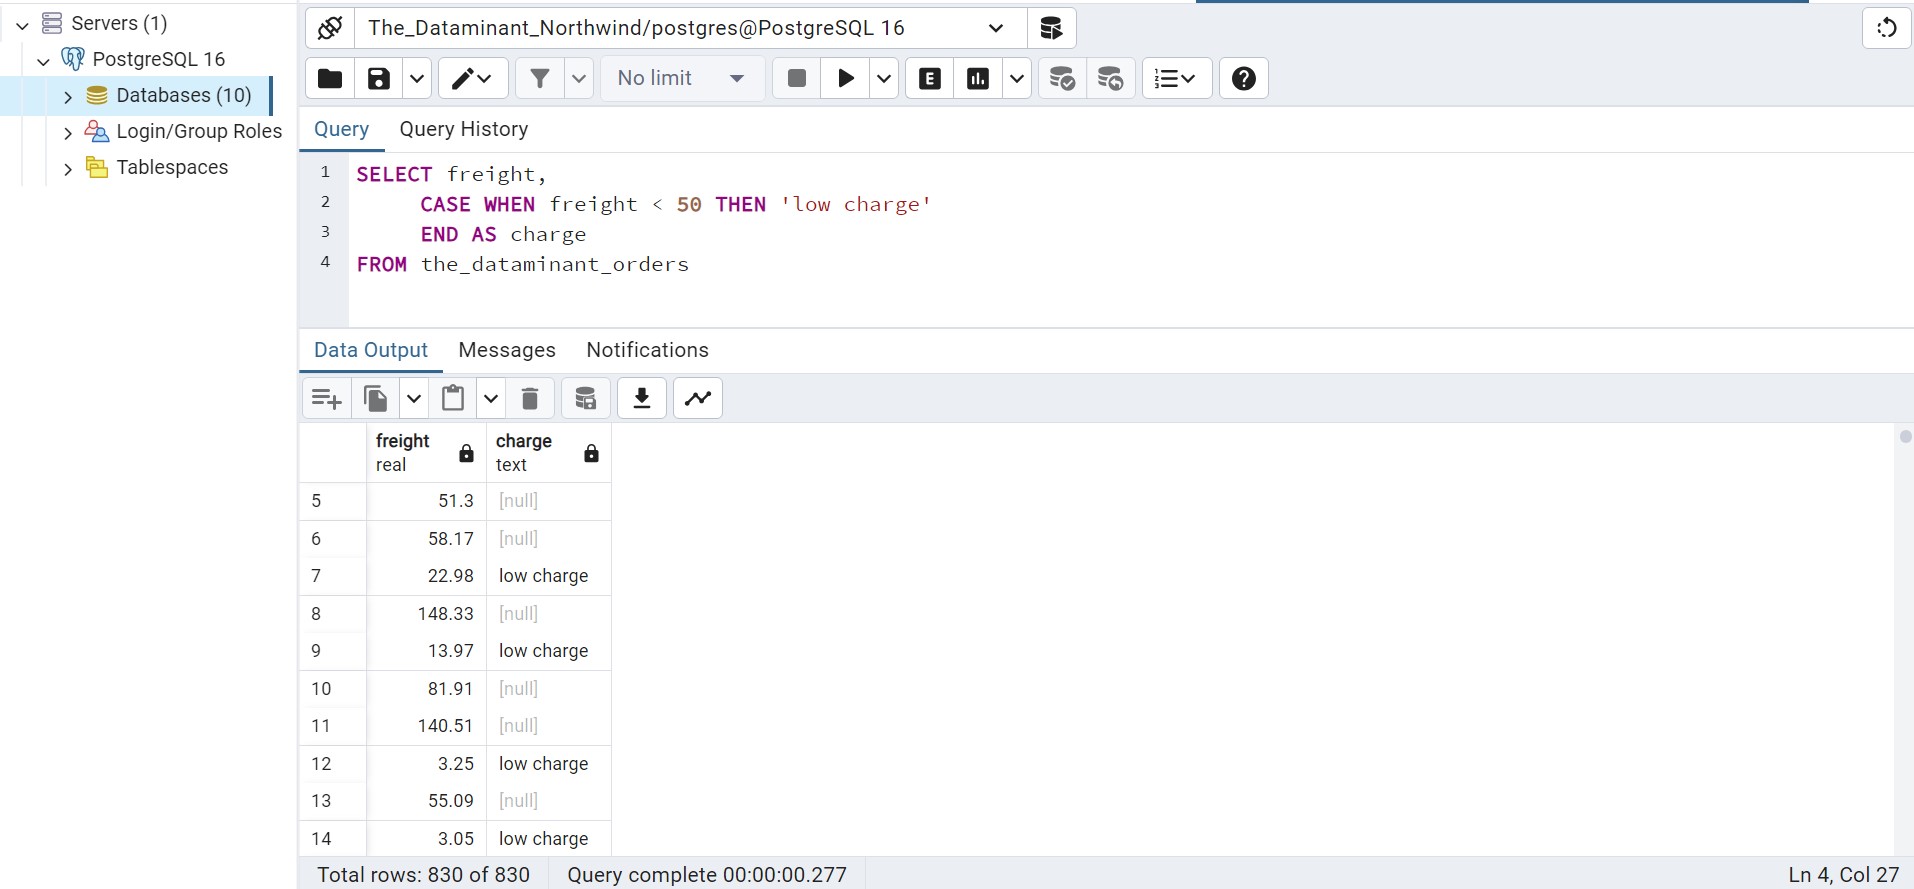 Servers (1)
PostgreSQL 16
Databases (10)
Login/Group Roles
Tablespaces
The_Dataminant_Northwind/postgres@PostgreSQL 16
No limit
E
Query Query History
1 SELECT freight,
2 CASE WHEN freight < 50 THEN 'low charge'
3 END AS charge
4 FROM the_dataminant_orders
Data Output Messages Notifications
freight charge
real text
5 51.3 [null]
6 58.17 [null]
7 22.98 low charge
8 148.33 [null]
9 13.97 low charge
10 81.91 [null]
11 140.51 [null]
12 3.25 low charge
13 55.09 [null]
14 3.05 low charge
Total rows: 830 of 830 Query complete 00:00:00.277 Ln 4, Col 27